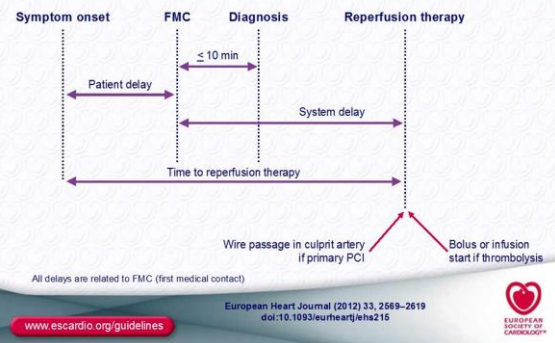 Symptom onset
FMC
Diagnosis
Reperfusion therapy
≤ 10 min
Patient delay
System delay
Time to reperfusion therapy
Wire passage in culprit artery
if primary PCI
Bolus or infusion
start if thrombolysis
All delays are related to FMC (first medical contact)
European Heart Journal (2012) 33, 2569–2619
doi:10.1093/eurheartj/ehs215
www.escardio.org/guidelines
EUROPEAN
SOCIETY OF
CARDIOLOGY®